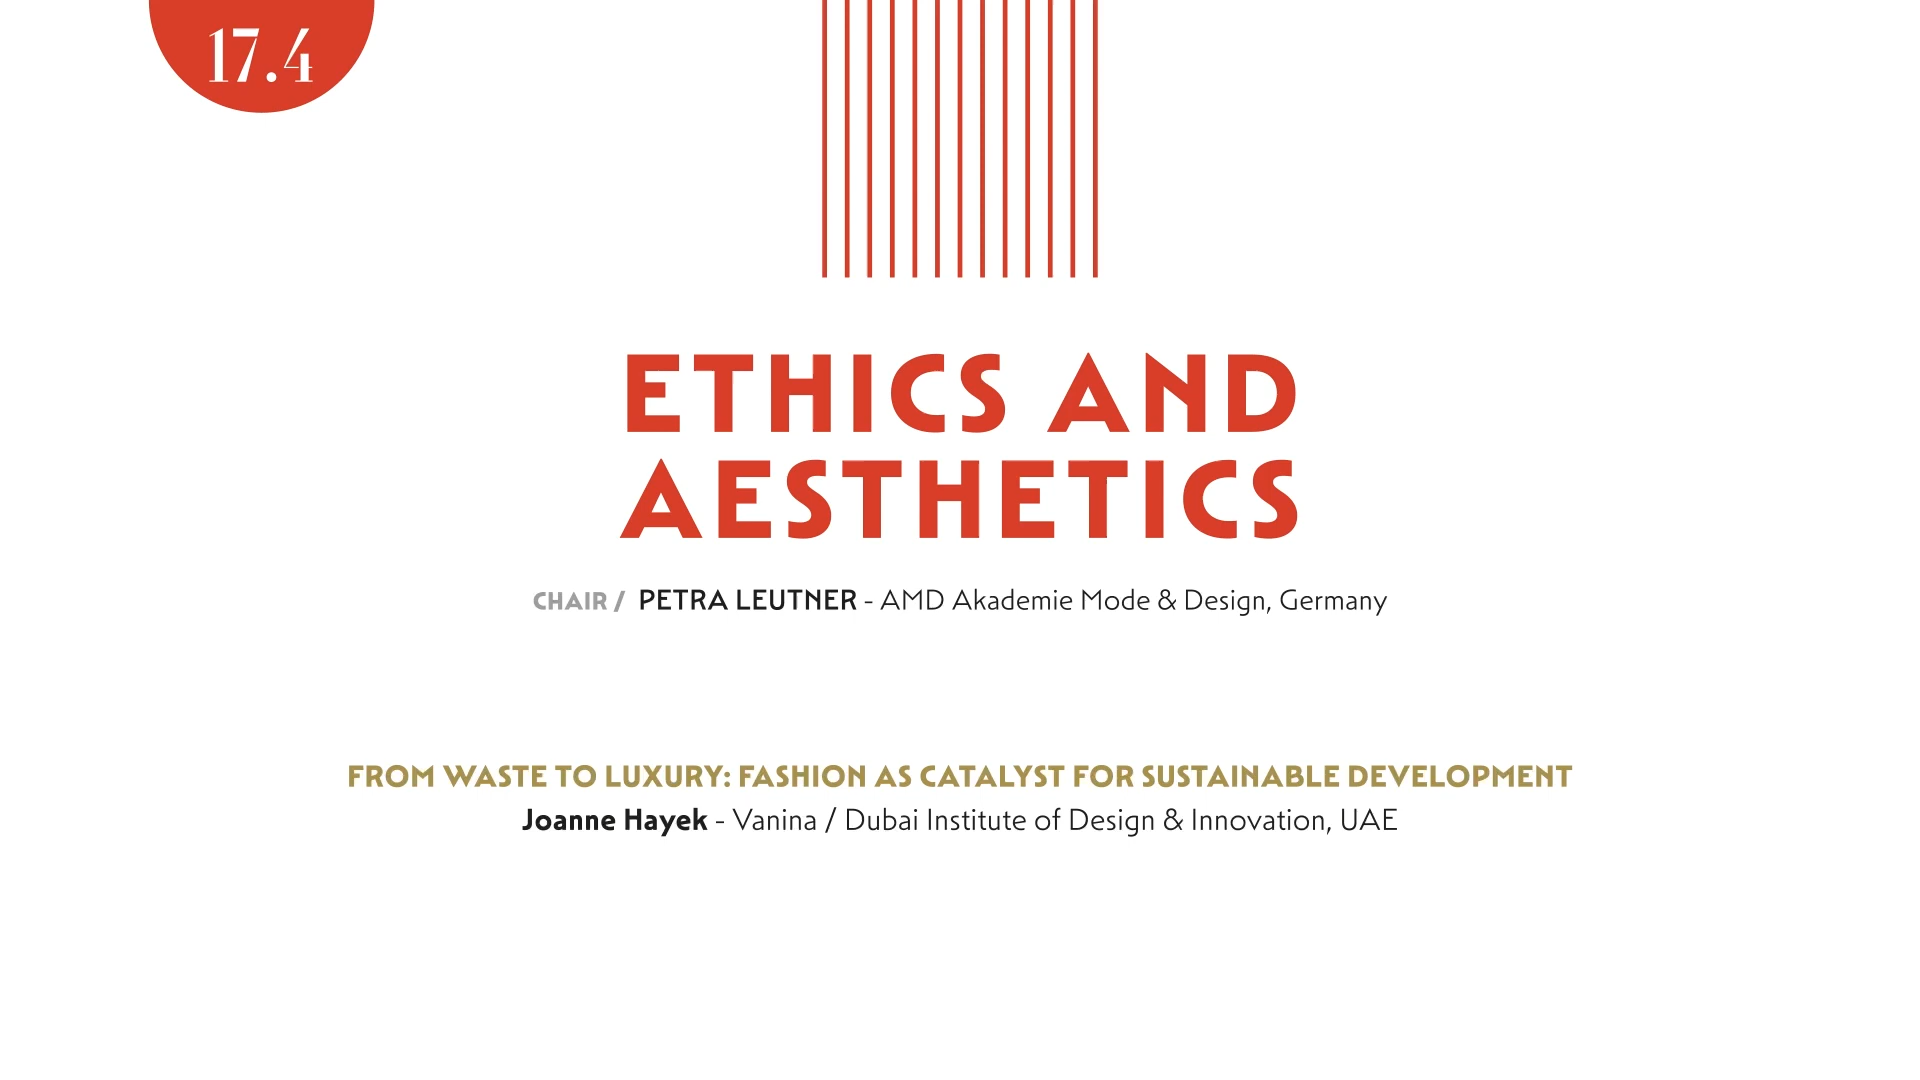 17.4
ETHICS AND
AESTHETICS
CHAIR / PETRA LEUTNER - AMD Akademie Mode & Design, Germany
FROM WASTE TO LUXURY: FASHION AS CATALYST FOR SUSTAINABLE DEVELOPMENT
Joanne Hayek - Vanina / Dubai Institute of Design & Innovation, UAE